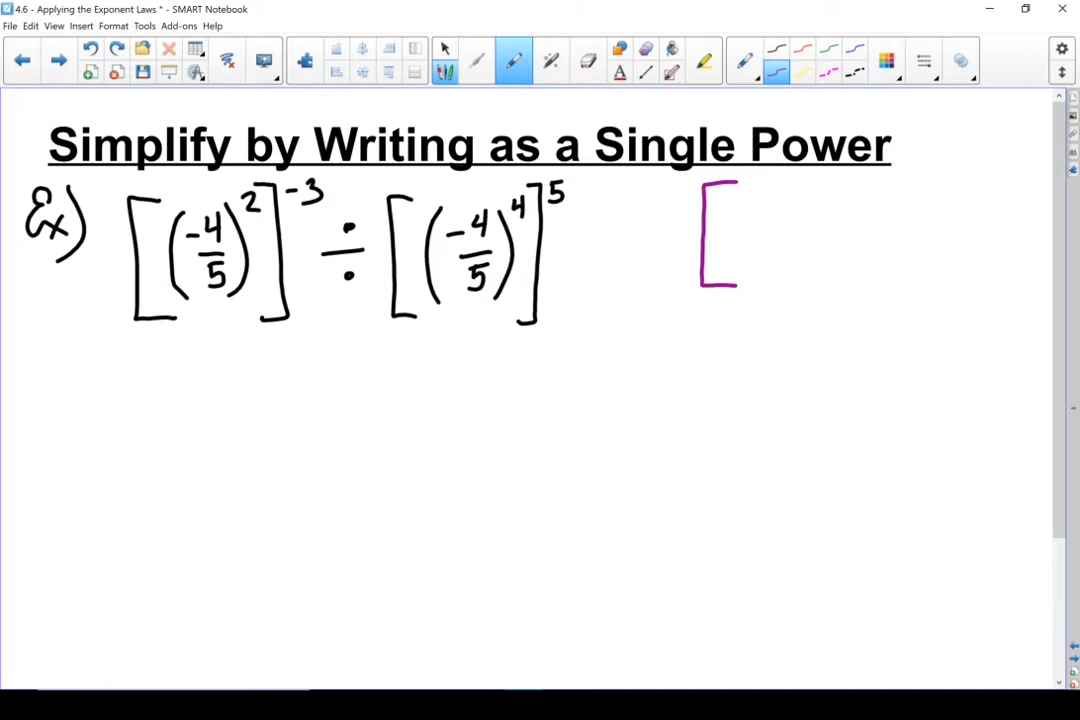 4.6 - Applying the Exponent Laws * - SMART Notebook
File Edit View Insert Format Tools Add-ons Help
Simplify by Writing as a Single Power
Ex) [(-4/5)^2]^-3 ÷ [(-4/5)^4]^5 [